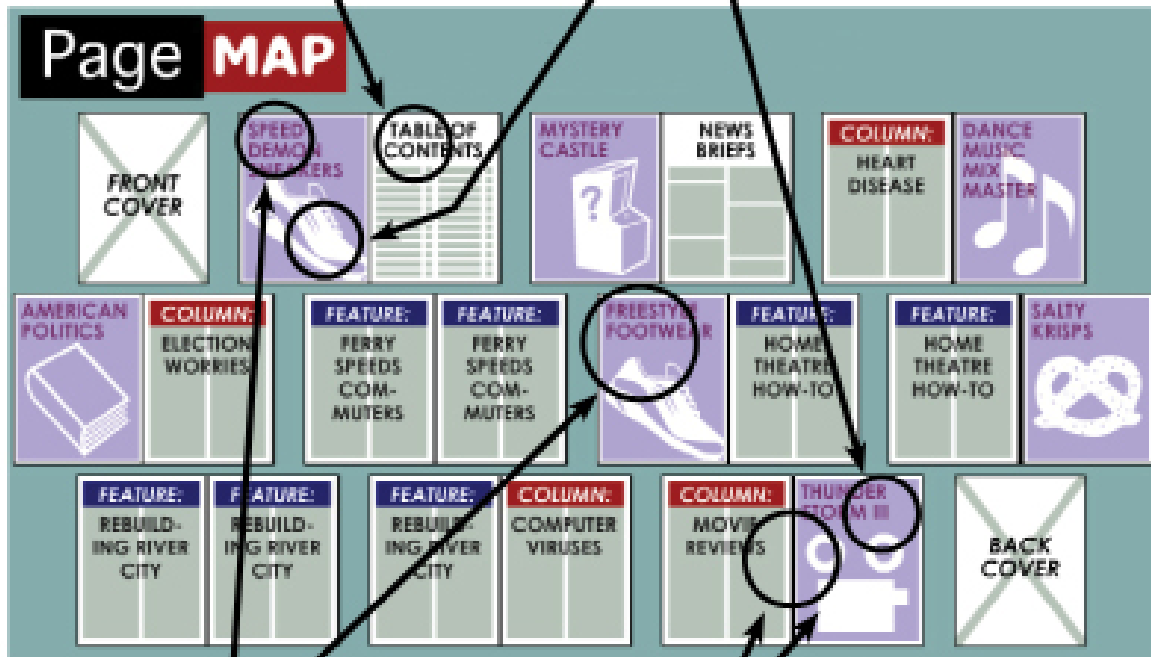 Page MAP
FRONT
COVER
SPEED
DEMON
SNEAKERS
TABLE OF
CONTENTS
MYSTERY
CASTLE
?
NEWS
BRIEFS
COLUMN:
HEART
DISEASE
DANCE
MUSIC
MIX
MASTER
AMERICAN
POLITICS
COLUMN:
ELECTION
WORRIES
FEATURE:
FERRY
SPEEDS
COM-
MUTERS
FEATURE:
FERRY
SPEEDS
COM-
MUTERS
FREESTYLE
FOOTWEAR
FEATURE:
HOME
THEATRE
HOW-TO
FEATURE:
HOME
THEATRE
HOW-TO
SALTY
KRISPS
FEATURE:
REBUILD-
ING RIVER
CITY
FEATURE:
REBUILD-
ING RIVER
CITY
FEATURE:
REBUILD-
ING RIVER
CITY
COLUMN:
COMPUTER
VIRUSES
COLUMN:
MOVIE
REVIEWS
THUNDER
STORM III
BACK
COVER